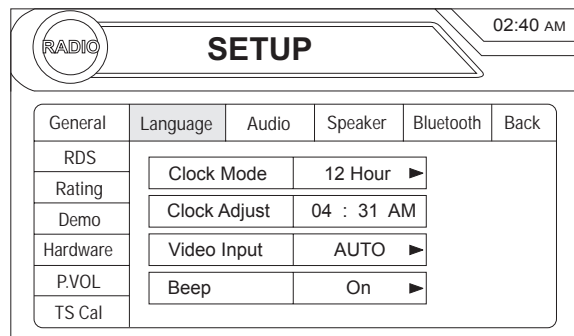 02:40 AM
RADIO
SETUP
General Language Audio Speaker Bluetooth Back
RDS
Rating
Demo
Hardware
P.VOL
TS Cal
Clock Mode 12 Hour
Clock Adjust 04 : 31 AM
Video Input AUTO
Beep On